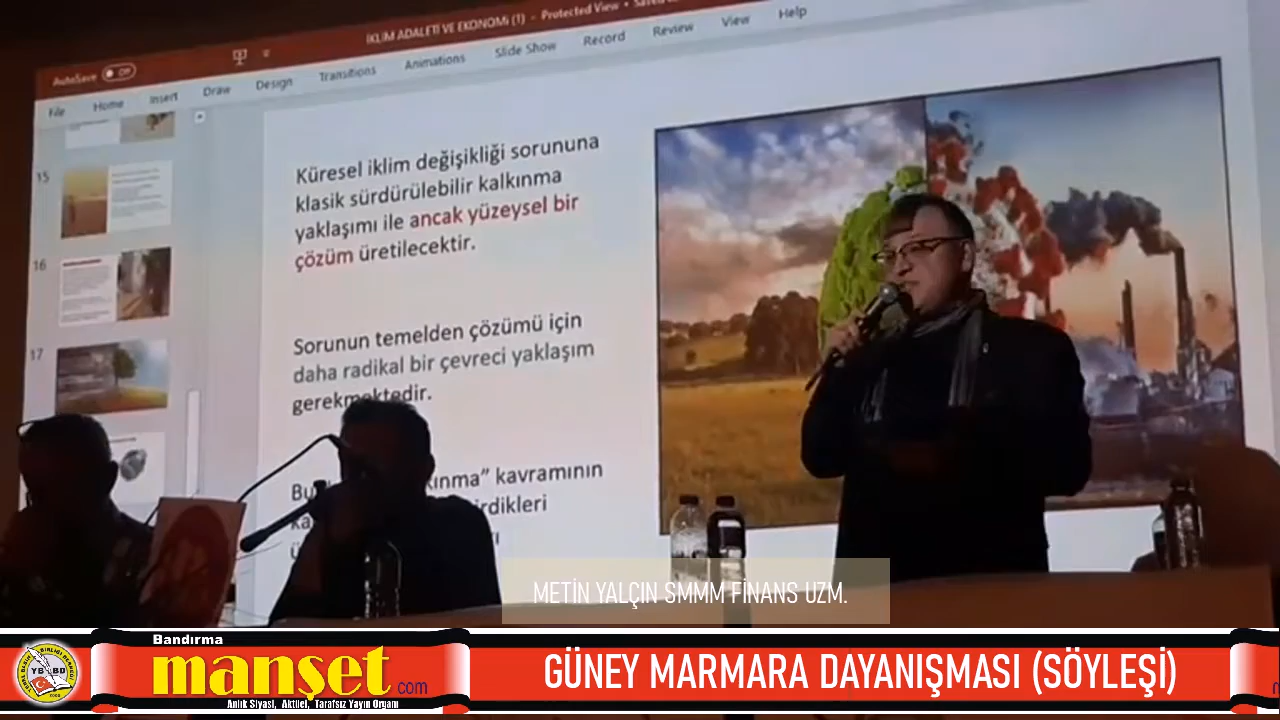 İKLİM ADALETİ VE EKONOMİ (1) - Protected View
AutoSave Off
File Home Insert Draw Design Transitions Animations Slide Show Record Review View Help
15
16
17
Küresel iklim değişikliği sorununa
klasik sürdürülebilir kalkınma
yaklaşımı ile ancak yüzeysel bir
çözüm üretilecektir.
Sorunun temelden çözümü için
daha radikal bir çevreci yaklaşım
gerekmektedir.
kavramının
METİN YALÇIN SMMM FİNANS UZM.
Bandırma
manşet.com
Anlık Siyasi, Aktüel, Tarafsız Yayın Organı
GÜNEY MARMARA DAYANIŞMASI (SÖYLEŞİ)